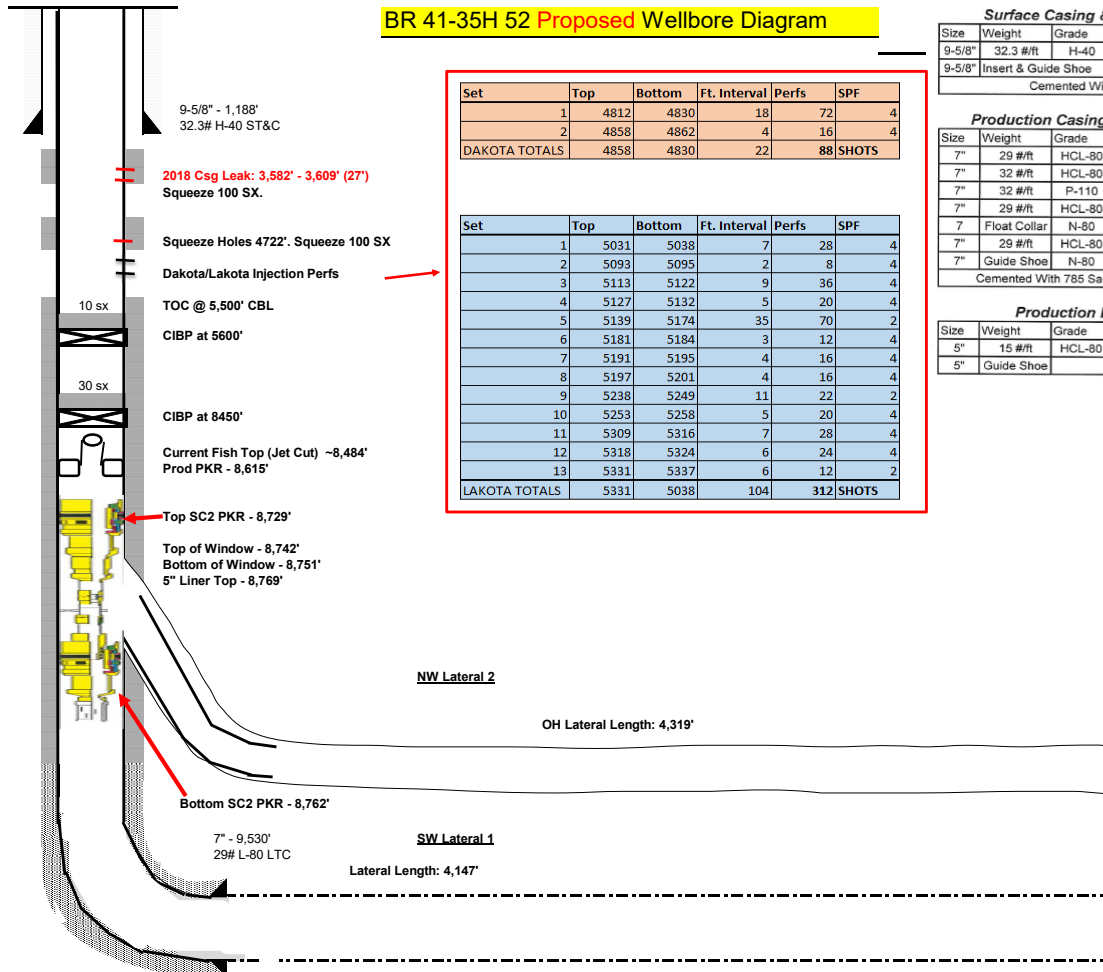 BR 41-35H 52 Proposed Wellbore Diagram
9-5/8" - 1,188'
32.3# H-40 ST&C
2018 Csg Leak: 3,582' - 3,609' (27')
Squeeze 100 SX.
Squeeze Holes 4722'. Squeeze 100 SX
Dakota/Lakota Injection Perfs
10 sx
TOC @ 5,500' CBL
CIBP at 5600'
30 sx
CIBP at 8450'
Current Fish Top (Jet Cut) ~8,484'
Prod PKR - 8,615'
Top SC2 PKR - 8,729'
Top of Window - 8,742'
Bottom of Window - 8,751'
5" Liner Top - 8,769'
Bottom SC2 PKR - 8,762'
7" - 9,530'
29# L-80 LTC
NW Lateral 2
OH Lateral Length: 4,319'
SW Lateral 1
Lateral Length: 4,147'
Set Top Bottom Ft. Interval Perfs SPF
1 4812 4830 18 72 4
2 4858 4862 4 16 4
DAKOTA TOTALS 4858 4830 22 88 SHOTS
Set Top Bottom Ft. Interval Perfs SPF
1 5031 5038 7 28 4
2 5093 5095 2 8 4
3 5113 5122 9 36 4
4 5127 5132 5 20 4
5 5139 5174 35 70 2
6 5181 5184 3 12 4
7 5191 5195 4 16 4
8 5197 5201 4 16 4
9 5238 5249 11 22 2
10 5253 5258 5 20 4
11 5309 5316 7 28 4
12 5318 5324 6 24 4
13 5331 5337 6 12 2
LAKOTA TOTALS 5331 5038 104 312 SHOTS
Surface Casing &
Size Weight Grade
9-5/8" 32.3 #/ft H-40
9-5/8" Insert & Guide Shoe
Cemented Wi
Production Casing
Size Weight Grade
7" 29 #/ft HCL-80
7" 32 #/ft HCL-80
7" 32 #/ft P-110
7" 29 #/ft HCL-80
7 Float Collar N-80
7" 29 #/ft HCL-80
7" Guide Shoe N-80
Cemented With 785 Sa
Production
Size Weight Grade
5" 15 #/ft HCL-80
5" Guide Shoe